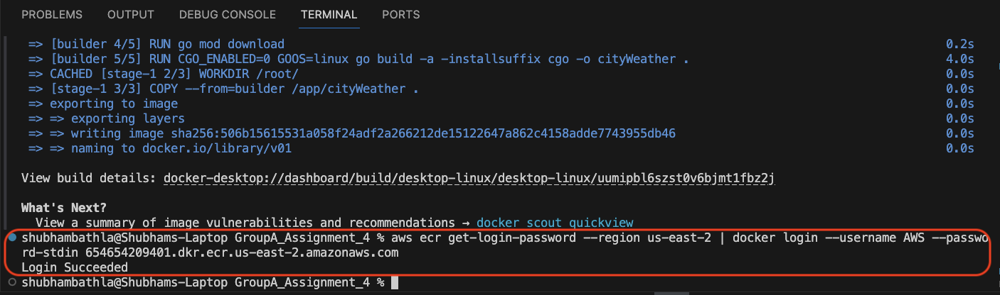 PROBLEMS OUTPUT DEBUG CONSOLE TERMINAL PORTS
=> [builder 4/5] RUN go mod download 0.2s
=> [builder 5/5] RUN CGO_ENABLED=0 GOOS=linux go build -a -installsuffix cgo -o cityWeather . 4.0s
=> CACHED [stage-1 2/3] WORKDIR /root/ 0.0s
=> [stage-1 3/3] COPY --from=builder /app/cityWeather . 0.0s
=> exporting to image 0.0s
=> => exporting layers 0.0s
=> => writing image sha256:506b15615531a058f24adf2a266212de15122647a862c4158adde7743955db46 0.0s
=> => naming to docker.io/library/v01 0.0s
View build details: docker-desktop://dashboard/build/desktop-linux/desktop-linux/uumipbl6szst0v6bjmt1fbz2j
What's Next?
View a summary of image vulnerabilities and recommendations → docker scout quickview
shubhambathla@Shubhams-Laptop GroupA_Assignment_4 % aws ecr get-login-password --region us-east-2 | docker login --username AWS --passwo
rd-stdin 654654209401.dkr.ecr.us-east-2.amazonaws.com
Login Succeeded
shubhambathla@Shubhams-Laptop GroupA_Assignment_4 %